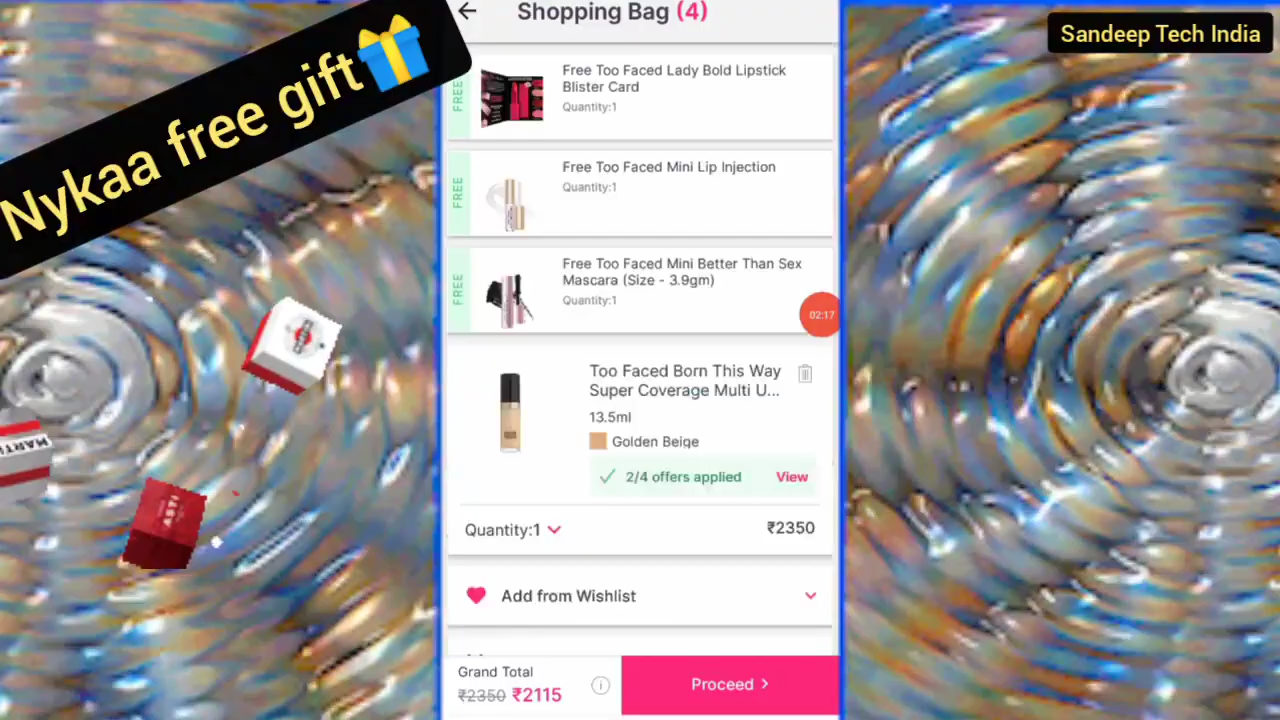 Nykaa free gift🎁
Sandeep Tech India
Shopping Bag (4)
FREE
Free Too Faced Lady Bold Lipstick
Blister Card
Quantity:1
FREE
Free Too Faced Mini Lip Injection
Quantity:1
FREE
Free Too Faced Mini Better Than Sex
Mascara (Size - 3.9gm)
Quantity:1
02:17
Too Faced Born This Way
Super Coverage Multi U...
13.5ml
Golden Beige
2/4 offers applied View
Quantity:1 ₹2350
Add from Wishlist
Grand Total
₹2350 ₹2115
Proceed >